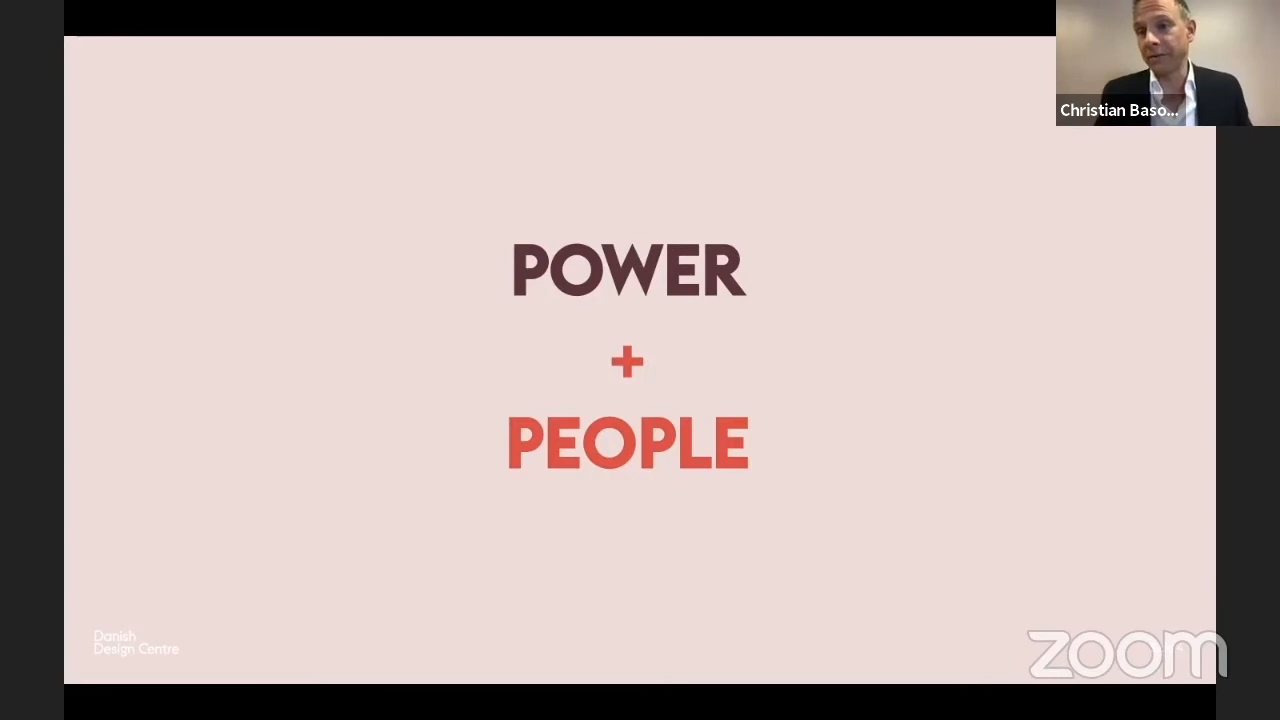 Christian Baso...
POWER
+
PEOPLE
Danish
Design Centre
zoom